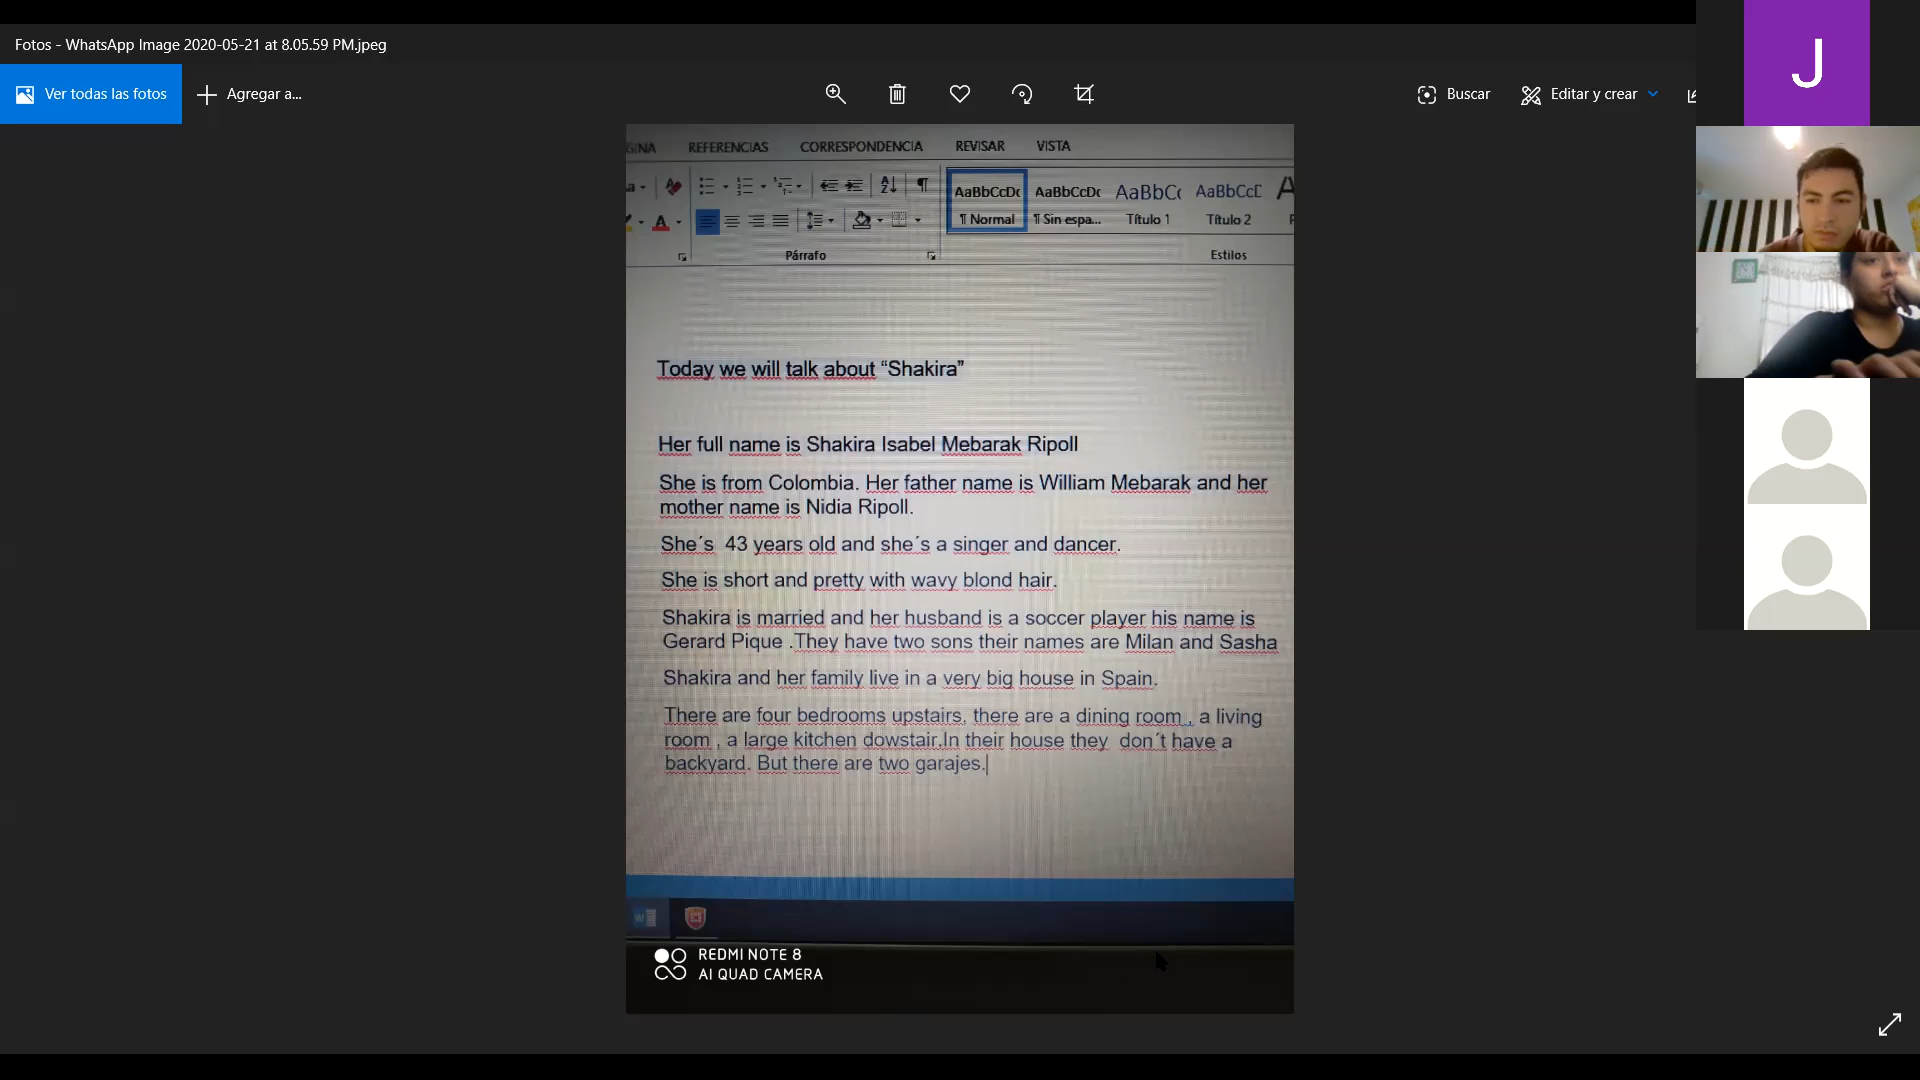 Fotos - WhatsApp Image 2020-05-21 at 8.05.59 PM.jpeg
Ver todas las fotos
Agregar a...
Buscar
Editar y crear
J
REFERENCIAS CORRESPONDENCIA REVISAR VISTA
AaBbCcDc AaBbCcDc AaBbC( AaBbCcD
¶ Normal ¶ Sin espa... Título 1 Título 2
Párrafo Estilos
Today we will talk about “Shakira”
Her full name is Shakira Isabel Mebarak Ripoll
She is from Colombia. Her father name is William Mebarak and her
mother name is Nidia Ripoll.
She´s 43 years old and she´s a singer and dancer.
She is short and pretty with wavy blond hair.
Shakira is married and her husband is a soccer player his name is
Gerard Pique .They have two sons their names are Milan and Sasha
Shakira and her family live in a very big house in Spain.
There are four bedrooms upstairs, there are a dining room , a living
room , a large kitchen dowstair.In their house they don´t have a
backyard. But there are two garajes.
REDMI NOTE 8
AI QUAD CAMERA